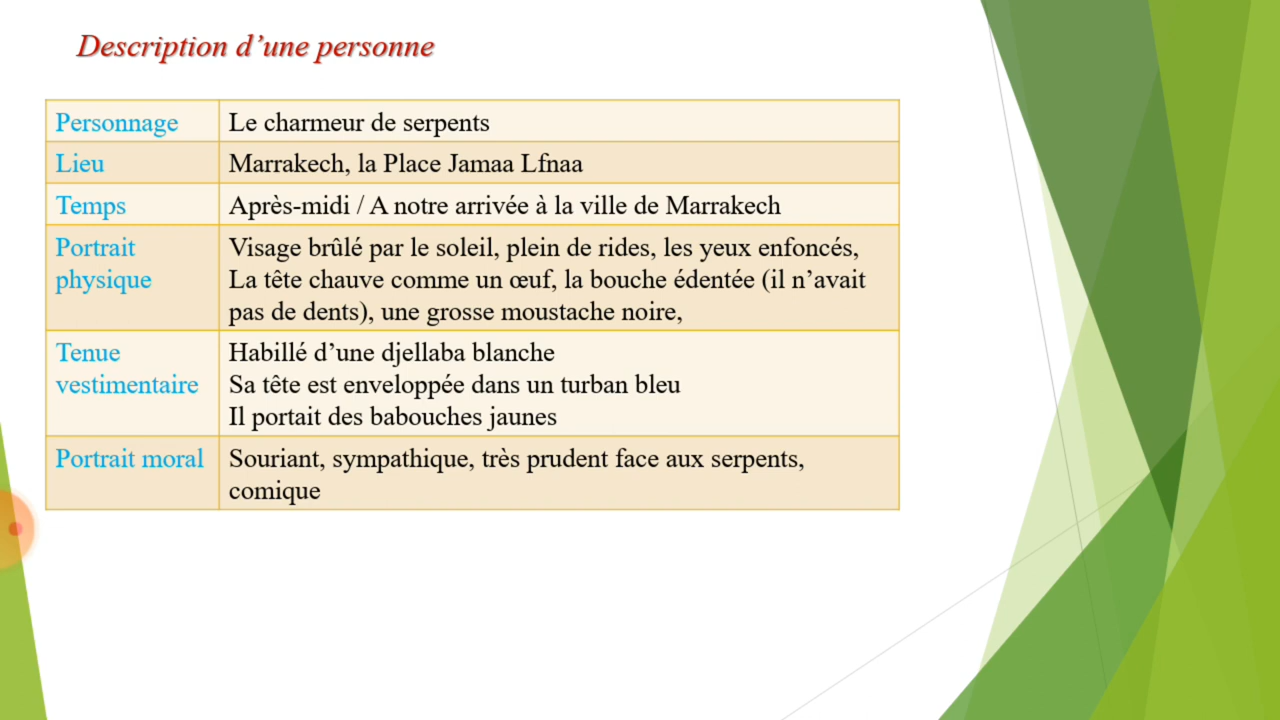 Description d’une personne
Personnage
Le charmeur de serpents
Lieu
Marrakech, la Place Jamaa Lfnaa
Temps
Après-midi / A notre arrivée à la ville de Marrakech
Portrait
physique
Visage brûlé par le soleil, plein de rides, les yeux enfoncés,
La tête chauve comme un œuf, la bouche édentée (il n’avait
pas de dents), une grosse moustache noire,
Tenue
vestimentaire
Habillé d’une djellaba blanche
Sa tête est enveloppée dans un turban bleu
Il portait des babouches jaunes
Portrait moral
Souriant, sympathique, très prudent face aux serpents,
comique